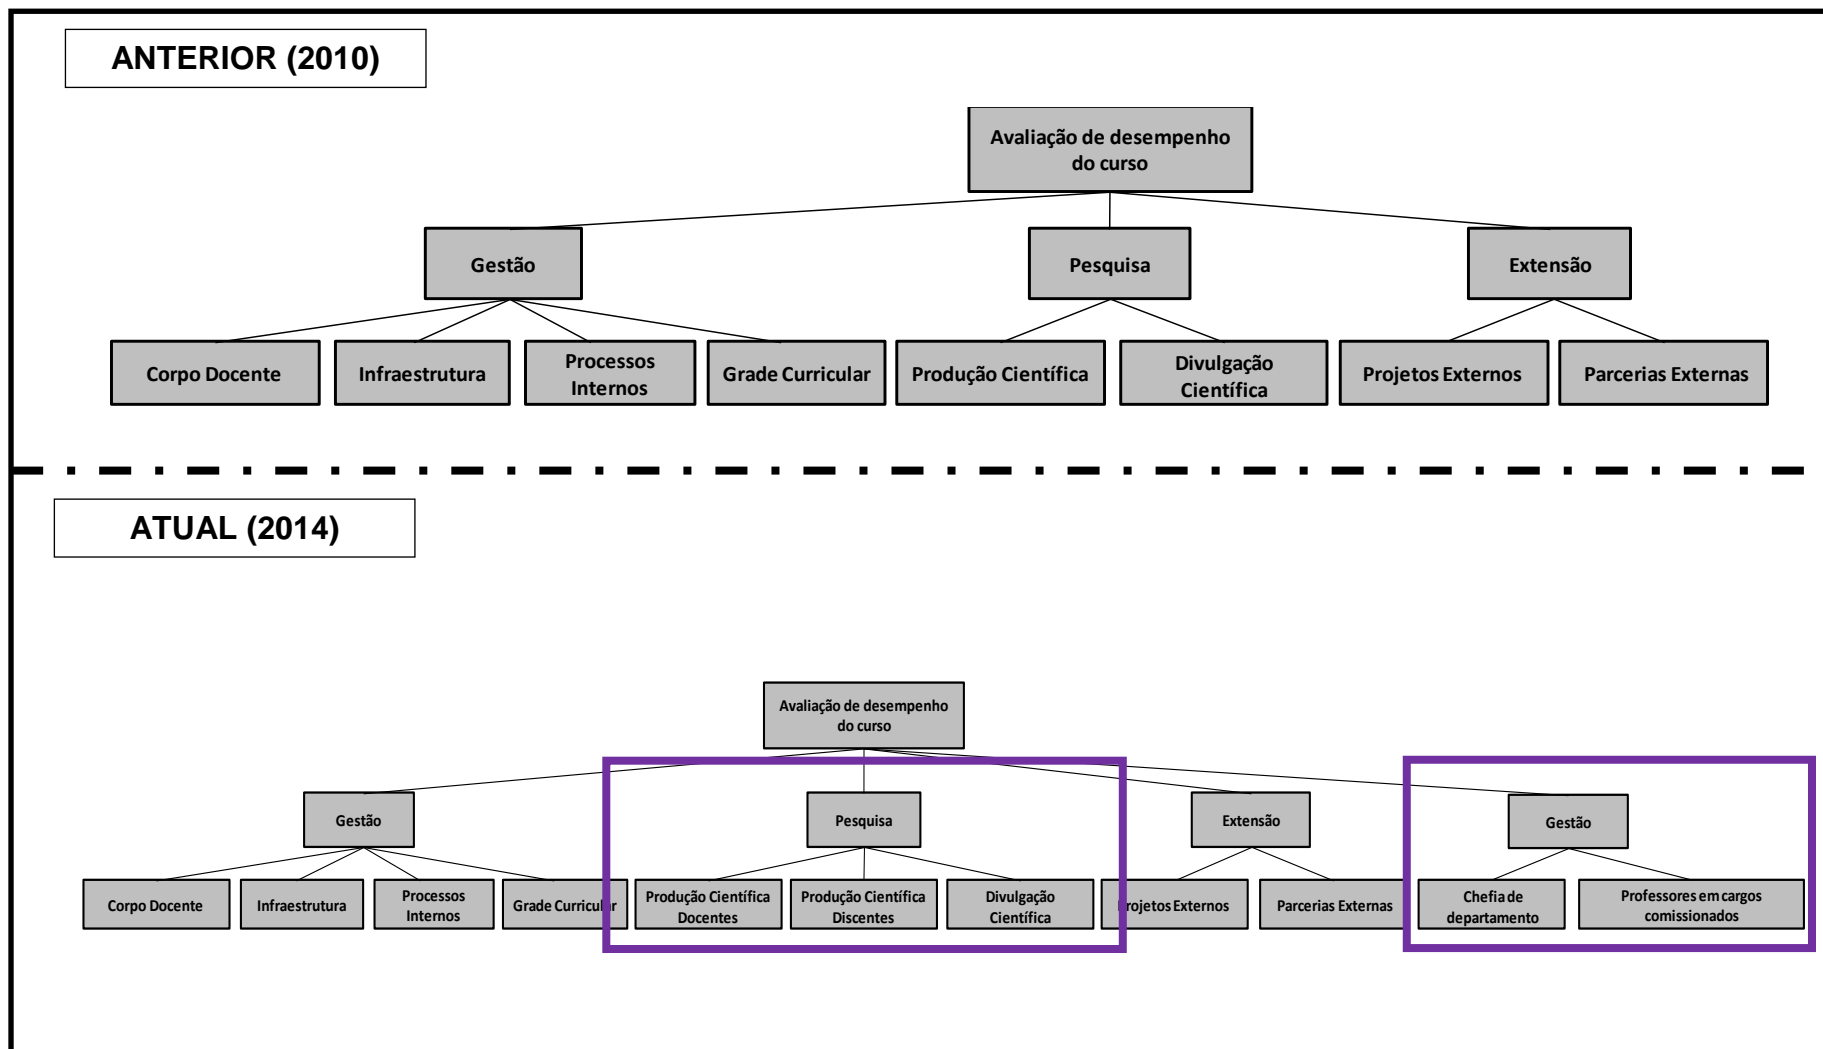 ANTERIOR (2010)
Avaliação de desempenho
do curso
Gestão
Pesquisa
Extensão
Corpo Docente
Infraestrutura
Processos
Internos
Grade Curricular
Produção Científica
Divulgação
Científica
Projetos Externos
Parcerias Externas
ATUAL (2014)
Avaliação de desempenho
do curso
Gestão
Pesquisa
Extensão
Gestão
Corpo Docente
Infraestrutura
Processos
Internos
Grade Curricular
Produção Científica
Docentes
Produção Científica
Discentes
Divulgação
Científica
Projetos Externos
Parcerias Externas
Chefia de
departamento
Professores em cargos
comissionados